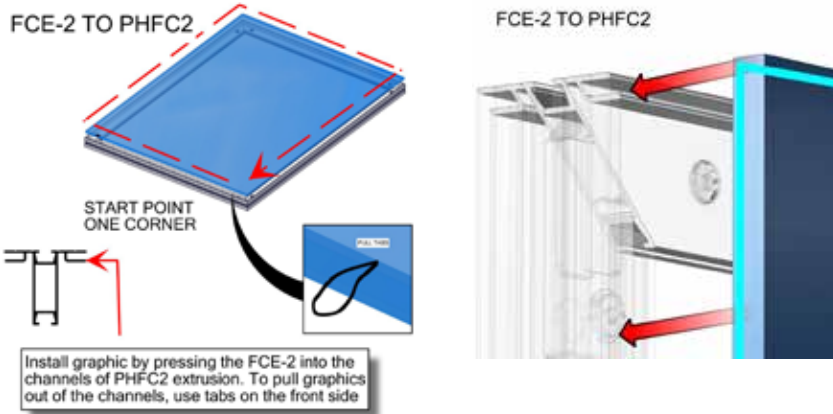 FCE-2 TO PHFC2
FCE-2 TO PHFC2
START POINT
ONE CORNER
PULL TABS
Install graphic by pressing the FCE-2 into the
channels of PHFC2 extrusion. To pull graphics
out of the channels, use tabs on the front side